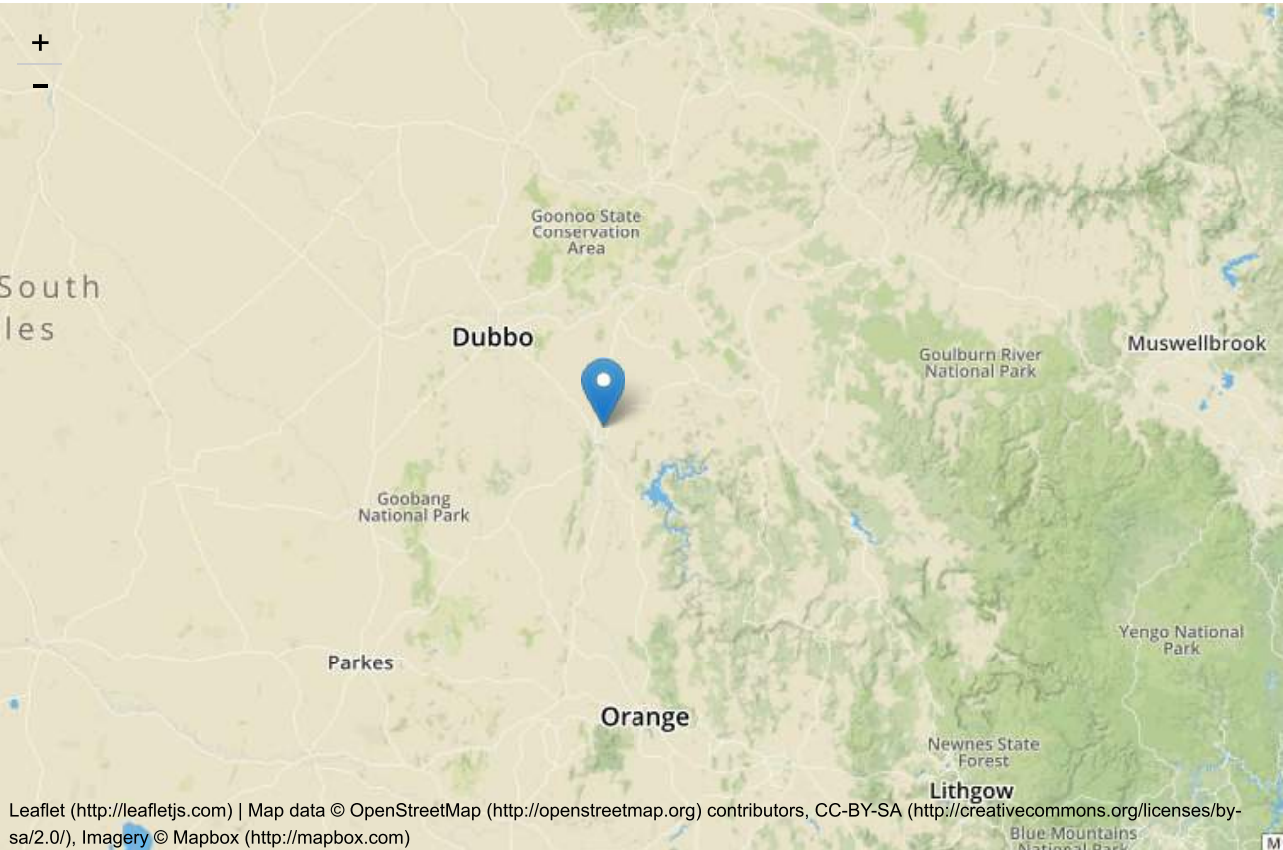 +
-
Goonoo State
Conservation
Area
South
les
Dubbo
Muswellbrook
Goulburn River
National Park
Goobang
National Park
Yengo National
Park
Parkes
Orange
Newnes State
Forest
Lithgow
Leaflet (http://leafletjs.com) | Map data © OpenStreetMap (http://openstreetmap.org) contributors, CC-BY-SA (http://creativecommons.org/licenses/by-
sa/2.0/), Imagery © Mapbox (http://mapbox.com)
Blue Mountains
National Park
M